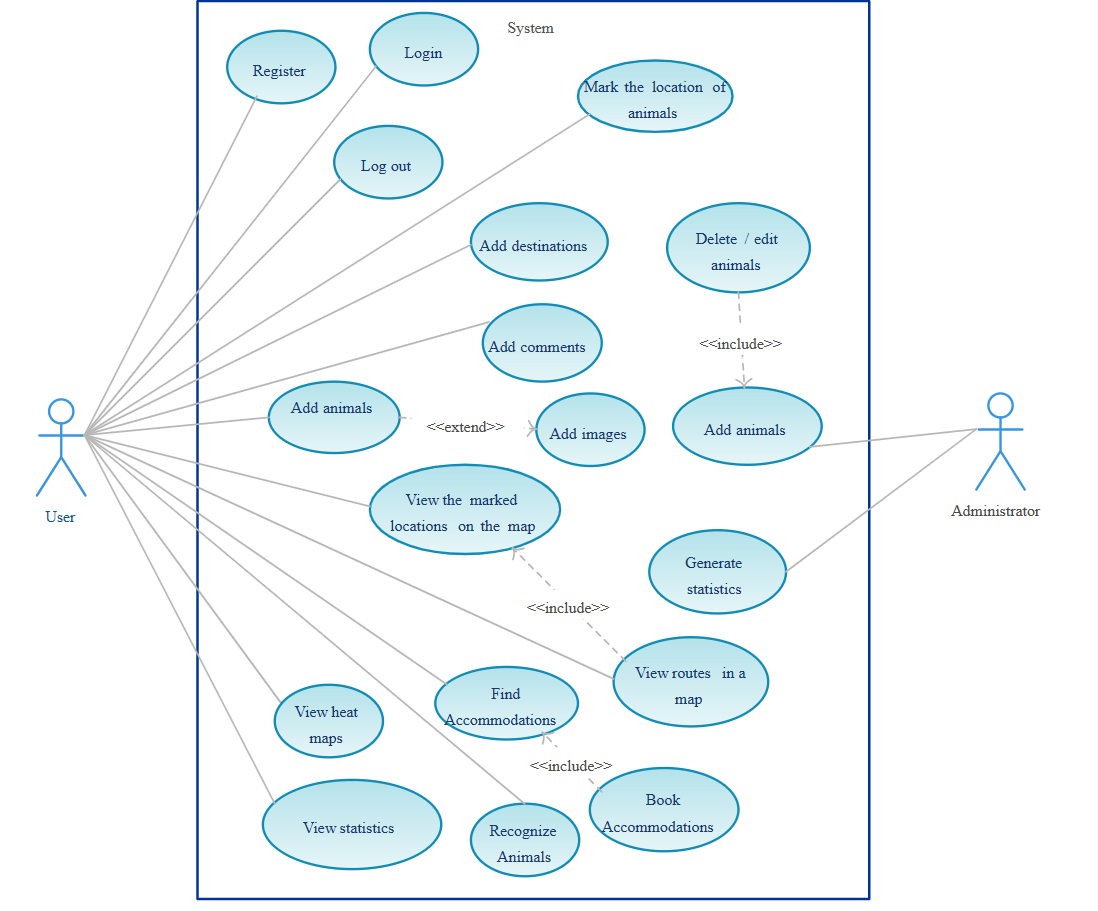 System
Login
Register
Mark the location of
animals
Log out
Add destinations
Delete / edit
animals
<<include>>
Add comments
Add animals
<<extend>>
Add images
Add animals
User
Administrator
View the marked
locations on the map
Generate
statistics
<<include>>
View routes in a
map
Find
Accommodations
View heat
maps
<<include>>
Book
Accommodations
View statistics
Recognize
Animals